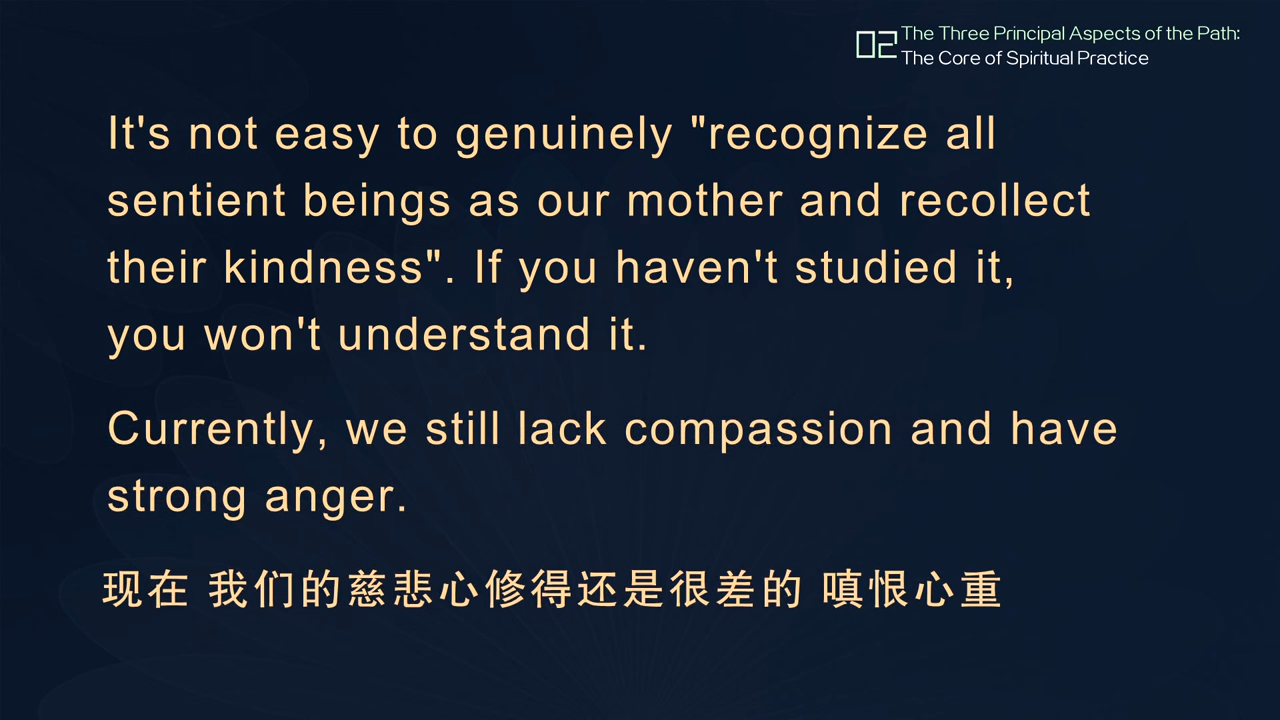 02 The Three Principal Aspects of the Path:
The Core of Spiritual Practice
It's not easy to genuinely "recognize all
sentient beings as our mother and recollect
their kindness". If you haven't studied it,
you won't understand it.
Currently, we still lack compassion and have
strong anger.
现在 我们的慈悲心修得还是很差的 嗔恨心重